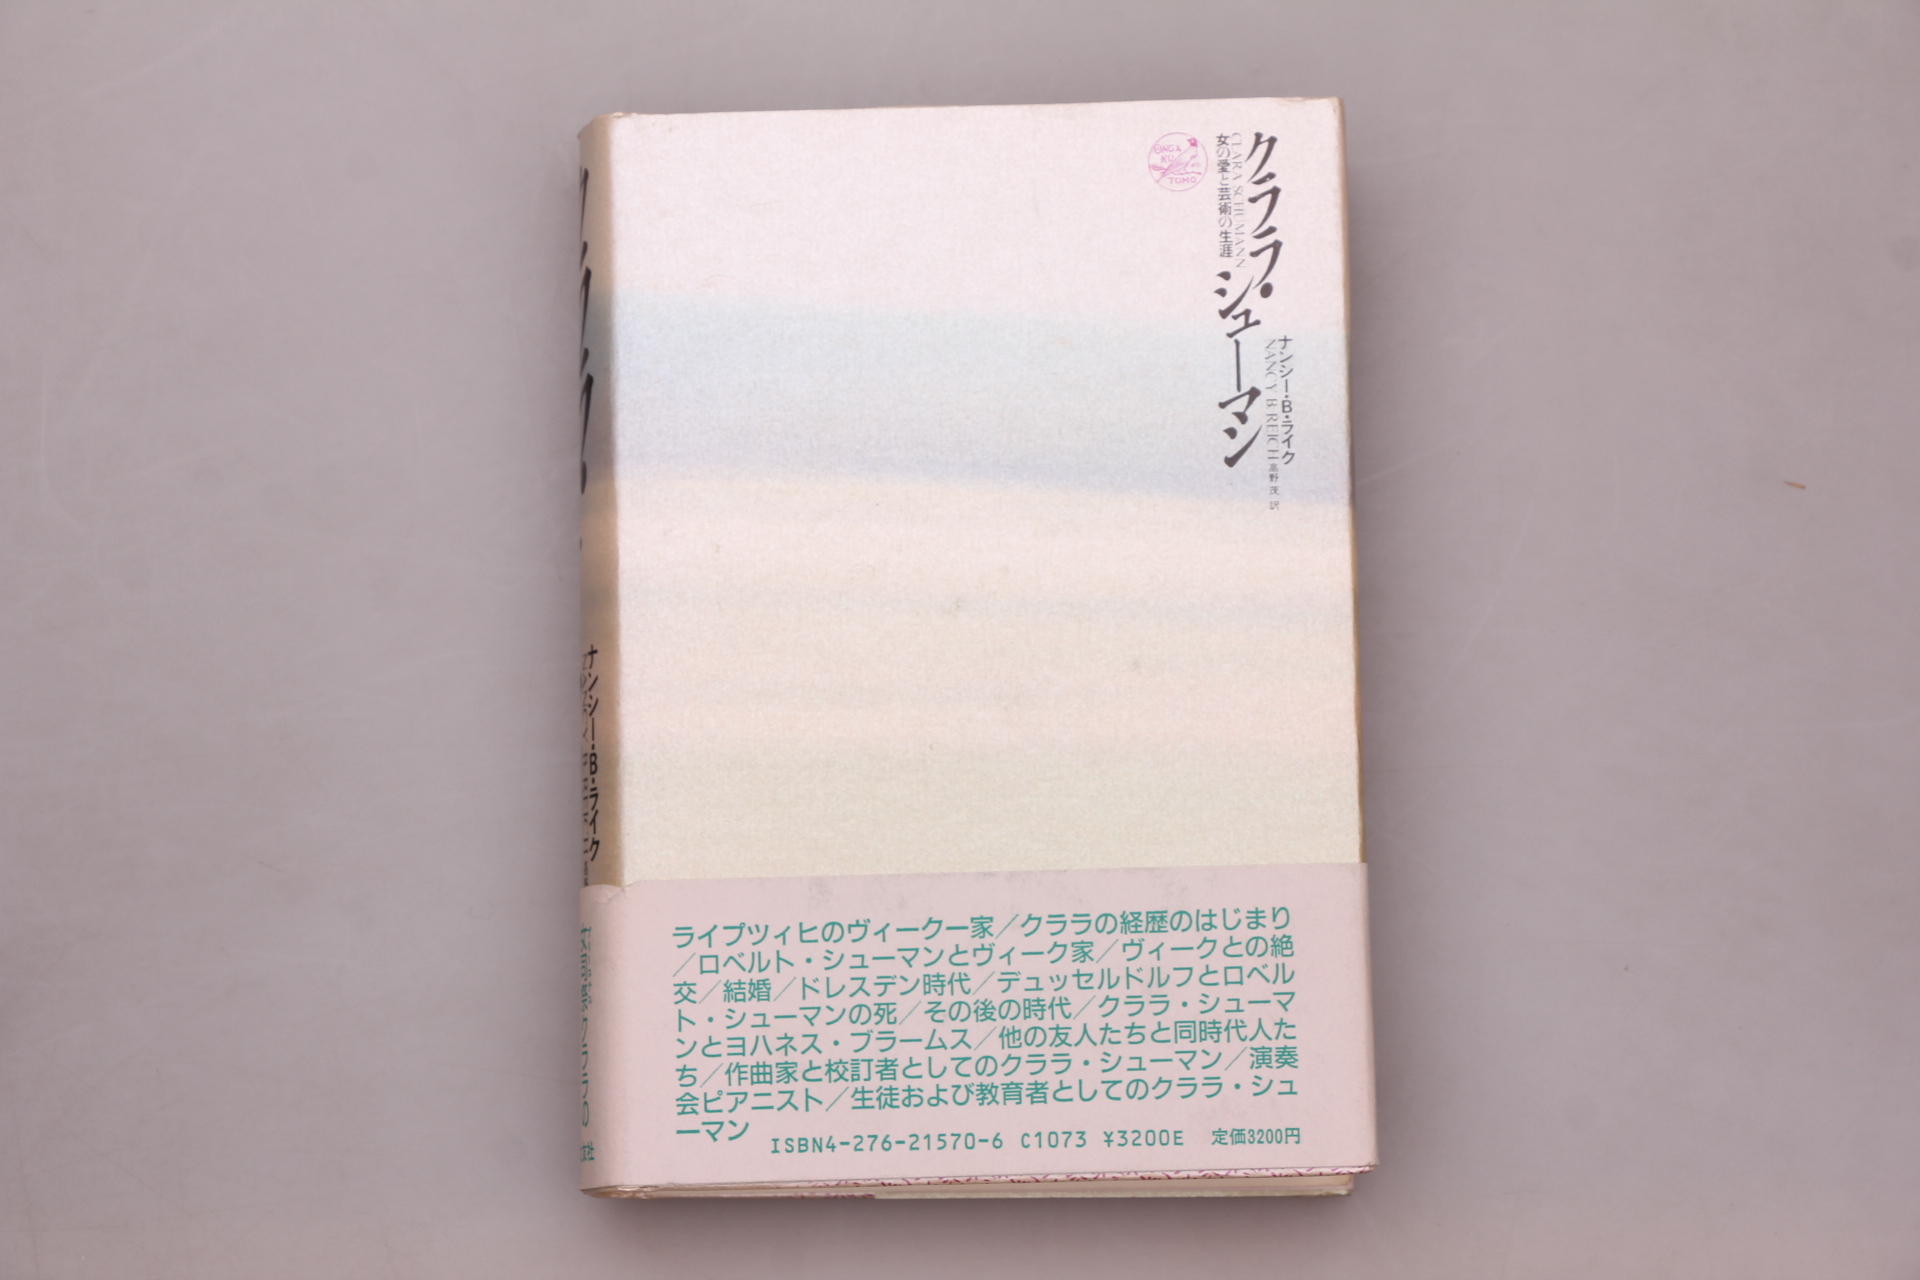 クララ・シューマン
CLARA SCHUMANN
女の愛と芸術の生涯
ONGAKU TOMO
ナンシー・B・ライク
NANCY B. REICH
高野茂 訳
ナンシー・B・ライク
ライプツィヒのヴィーク一家／クララの経歴のはじまり
／ロベルト・シューマンとヴィーク家／ヴィークとの絶
交／結婚／ドレスデン時代／デュッセルドルフとロベル
ト・シューマンの死／その後の時代／クララ・シューマ
ンとヨハネス・ブラームス／他の友人たちと同時代人た
ち／作曲家と校訂者としてのクララ・シューマン／演奏
会ピアニスト／生徒および教育者としてのクララ・シュ
ーマン
ISBN4-276-21570-6 C1073 ¥3200E 定価3200円